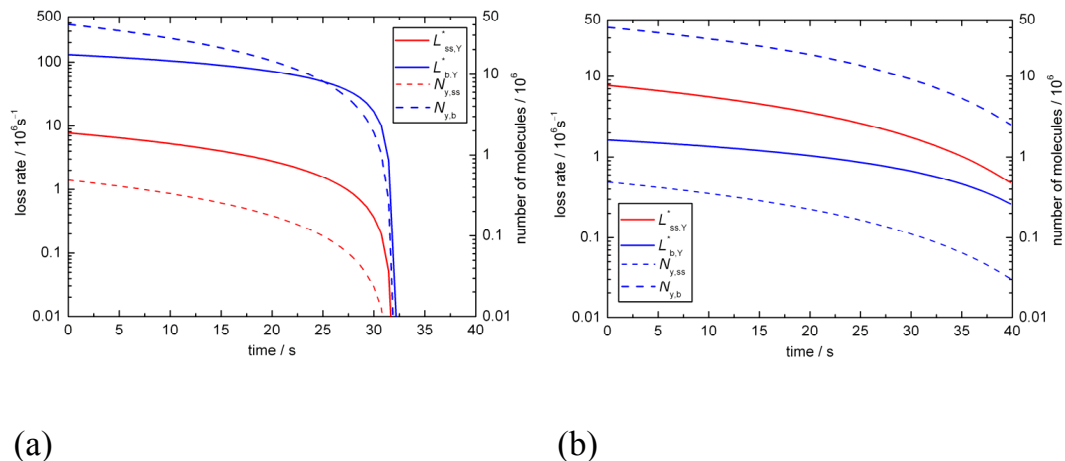 500
100
10
1
0.1
0.01
loss rate / 10⁶s⁻¹
0 5 10 15 20 25 30 35 40
time / s
50
10
1
0.1
0.01
number of molecules / 10⁶
L*ss,Y
L*b,Y
Ny,ss
Ny,b
(a)
50
10
1
0.1
0.01
loss rate / 10⁶s⁻¹
0 5 10 15 20 25 30 35 40
time / s
50
10
1
0.1
0.01
number of molecules / 10⁶
L*ss,Y
L*b,Y
Ny,ss
Ny,b
(b)